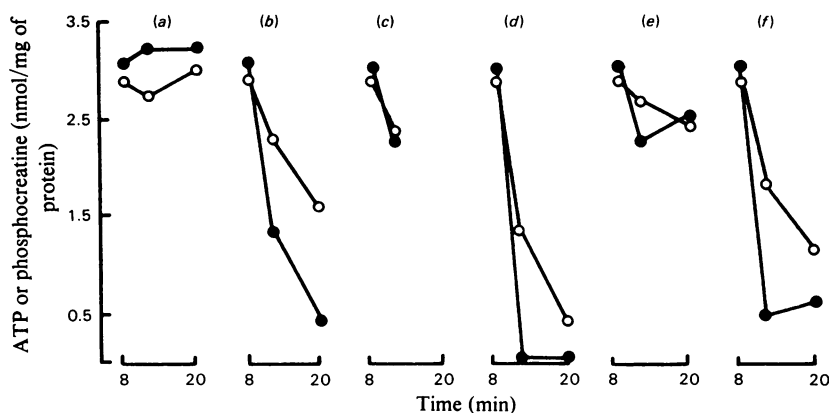 (a) (b) (c) (d) (e) (f)
ATP or phosphocreatine (nmol/mg of
protein)
3.5
2.5
1.5
0.5
8 20 8 20 8 20 8 20 8 20 8 20
Time (min)